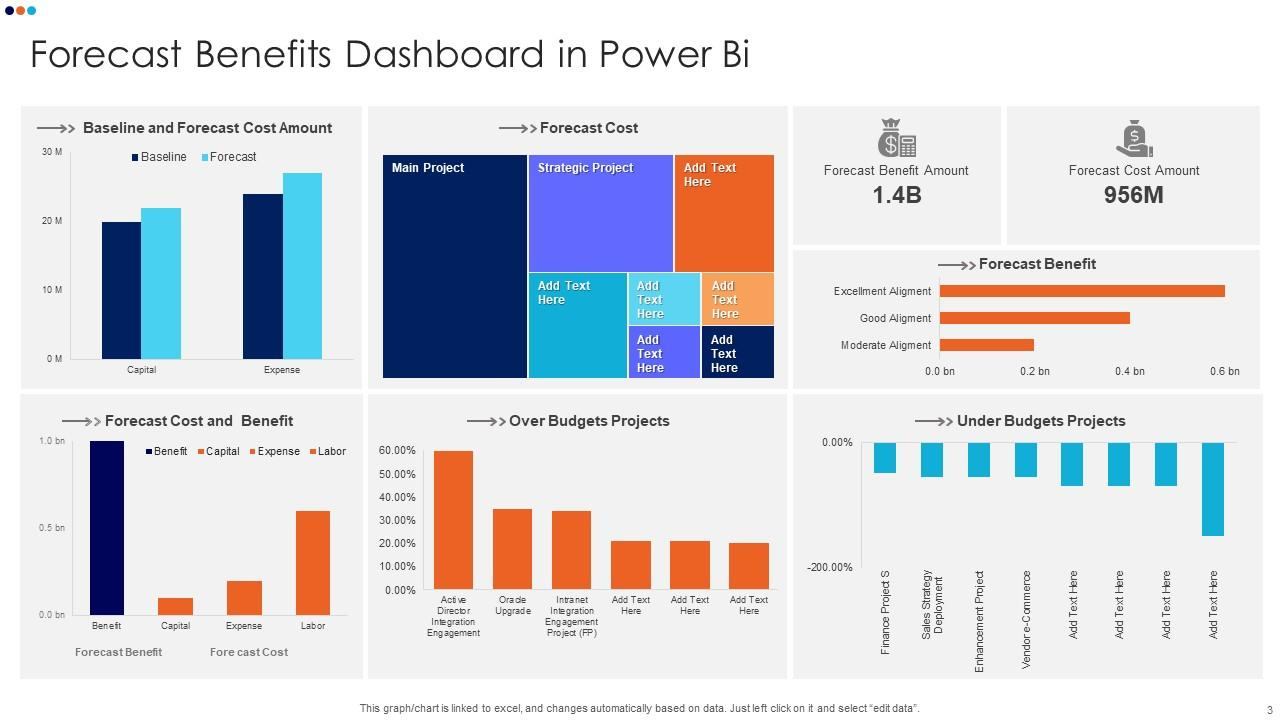 Forecast Benefits Dashboard in Power Bi
Baseline and Forecast Cost Amount
Baseline
Forecast
30 M
20 M
10 M
0 M
Capital
Expense
Forecast Cost
Main Project
Strategic Project
Add Text
Here
Add Text
Here
Add
Text
Here
Add
Text
Here
Add
Text
Here
Add
Text
Here
Forecast Benefit Amount
1.4B
Forecast Cost Amount
956M
Forecast Benefit
Excellment Aligment
Good Aligment
Moderate Aligment
0.0 bn
0.2 bn
0.4 bn
0.6 bn
Forecast Cost and Benefit
1.0 bn
0.5 bn
0.0 bn
Benefit
Capital
Expense
Labor
Benefit
Capital
Expense
Labor
Forecast Benefit
Fore cast Cost
Over Budgets Projects
60.00%
50.00%
40.00%
30.00%
20.00%
10.00%
0.00%
Active
Director
Integration
Engagement
Oracle
Upgrade
Intranet
Integration
Engagement
Project (FP)
Add Text
Here
Add Text
Here
Add Text
Here
Under Budgets Projects
0.00%
-200.00%
Finance Project S
Sales Strategy
Deployment
Enhancement Project
Vendor e-Commerce
Add Text Here
Add Text Here
Add Text Here
Add Text Here
This graph/chart is linked to excel, and changes automatically based on data. Just left click on it and select “edit data”.
3